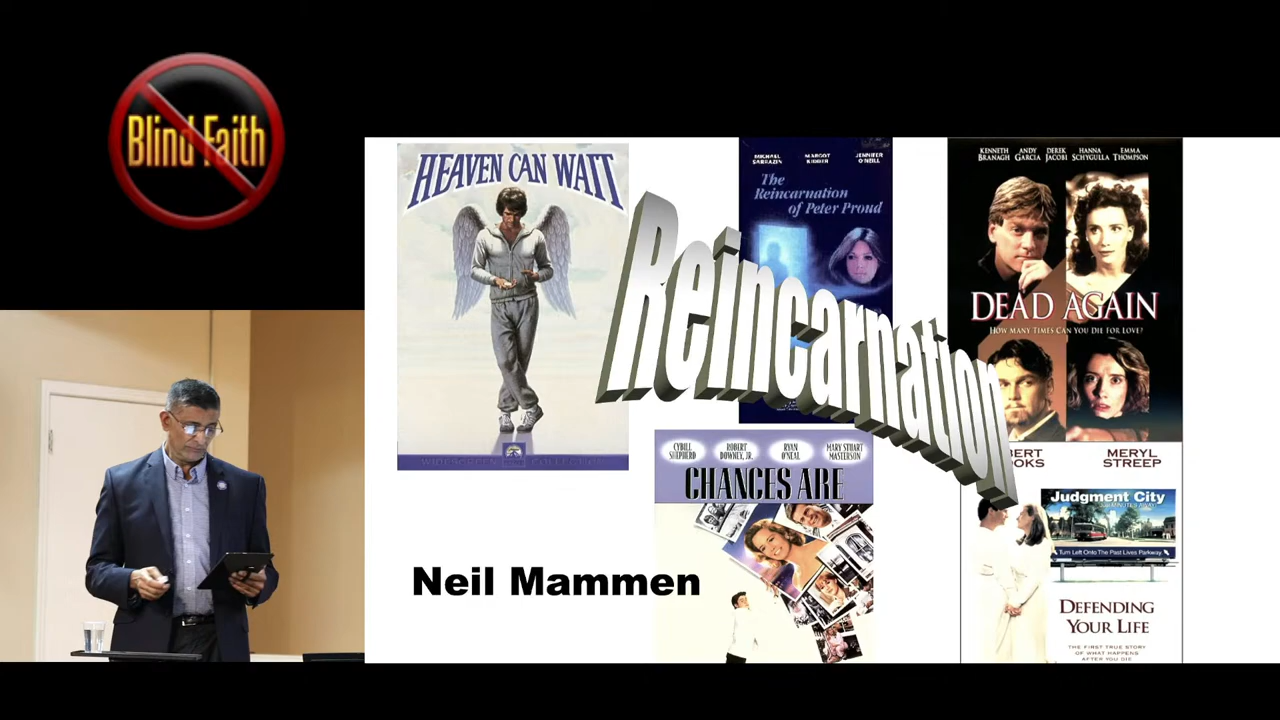 Blind Faith
HEAVEN CAN WAIT
MICHAEL SARRAZIN
MARGOT KIDDER
JENNIFER O'NEILL
The
Reincarnation
of Peter Proud
KENNETH BRANAGH
ANDY GARCIA
DEREK JACOBI
HANNA SCHYGULLA
EMMA THOMPSON
DEAD AGAIN
HOW MANY TIMES CAN YOU DIE FOR LOVE?
Reincarnation
CYBILL SHEPHERD
ROBERT DOWNEY, JR.
RYAN O'NEAL
MARY STUART MASTERSON
CHANCES ARE
MERYL
STREEP
Judgment City
Turn Left Onto The Past Lives Parkway
DEFENDING
YOUR LIFE
THE FIRST TRUE STORY
OF WHAT HAPPENS
AFTER YOU DIE
Neil Mammen